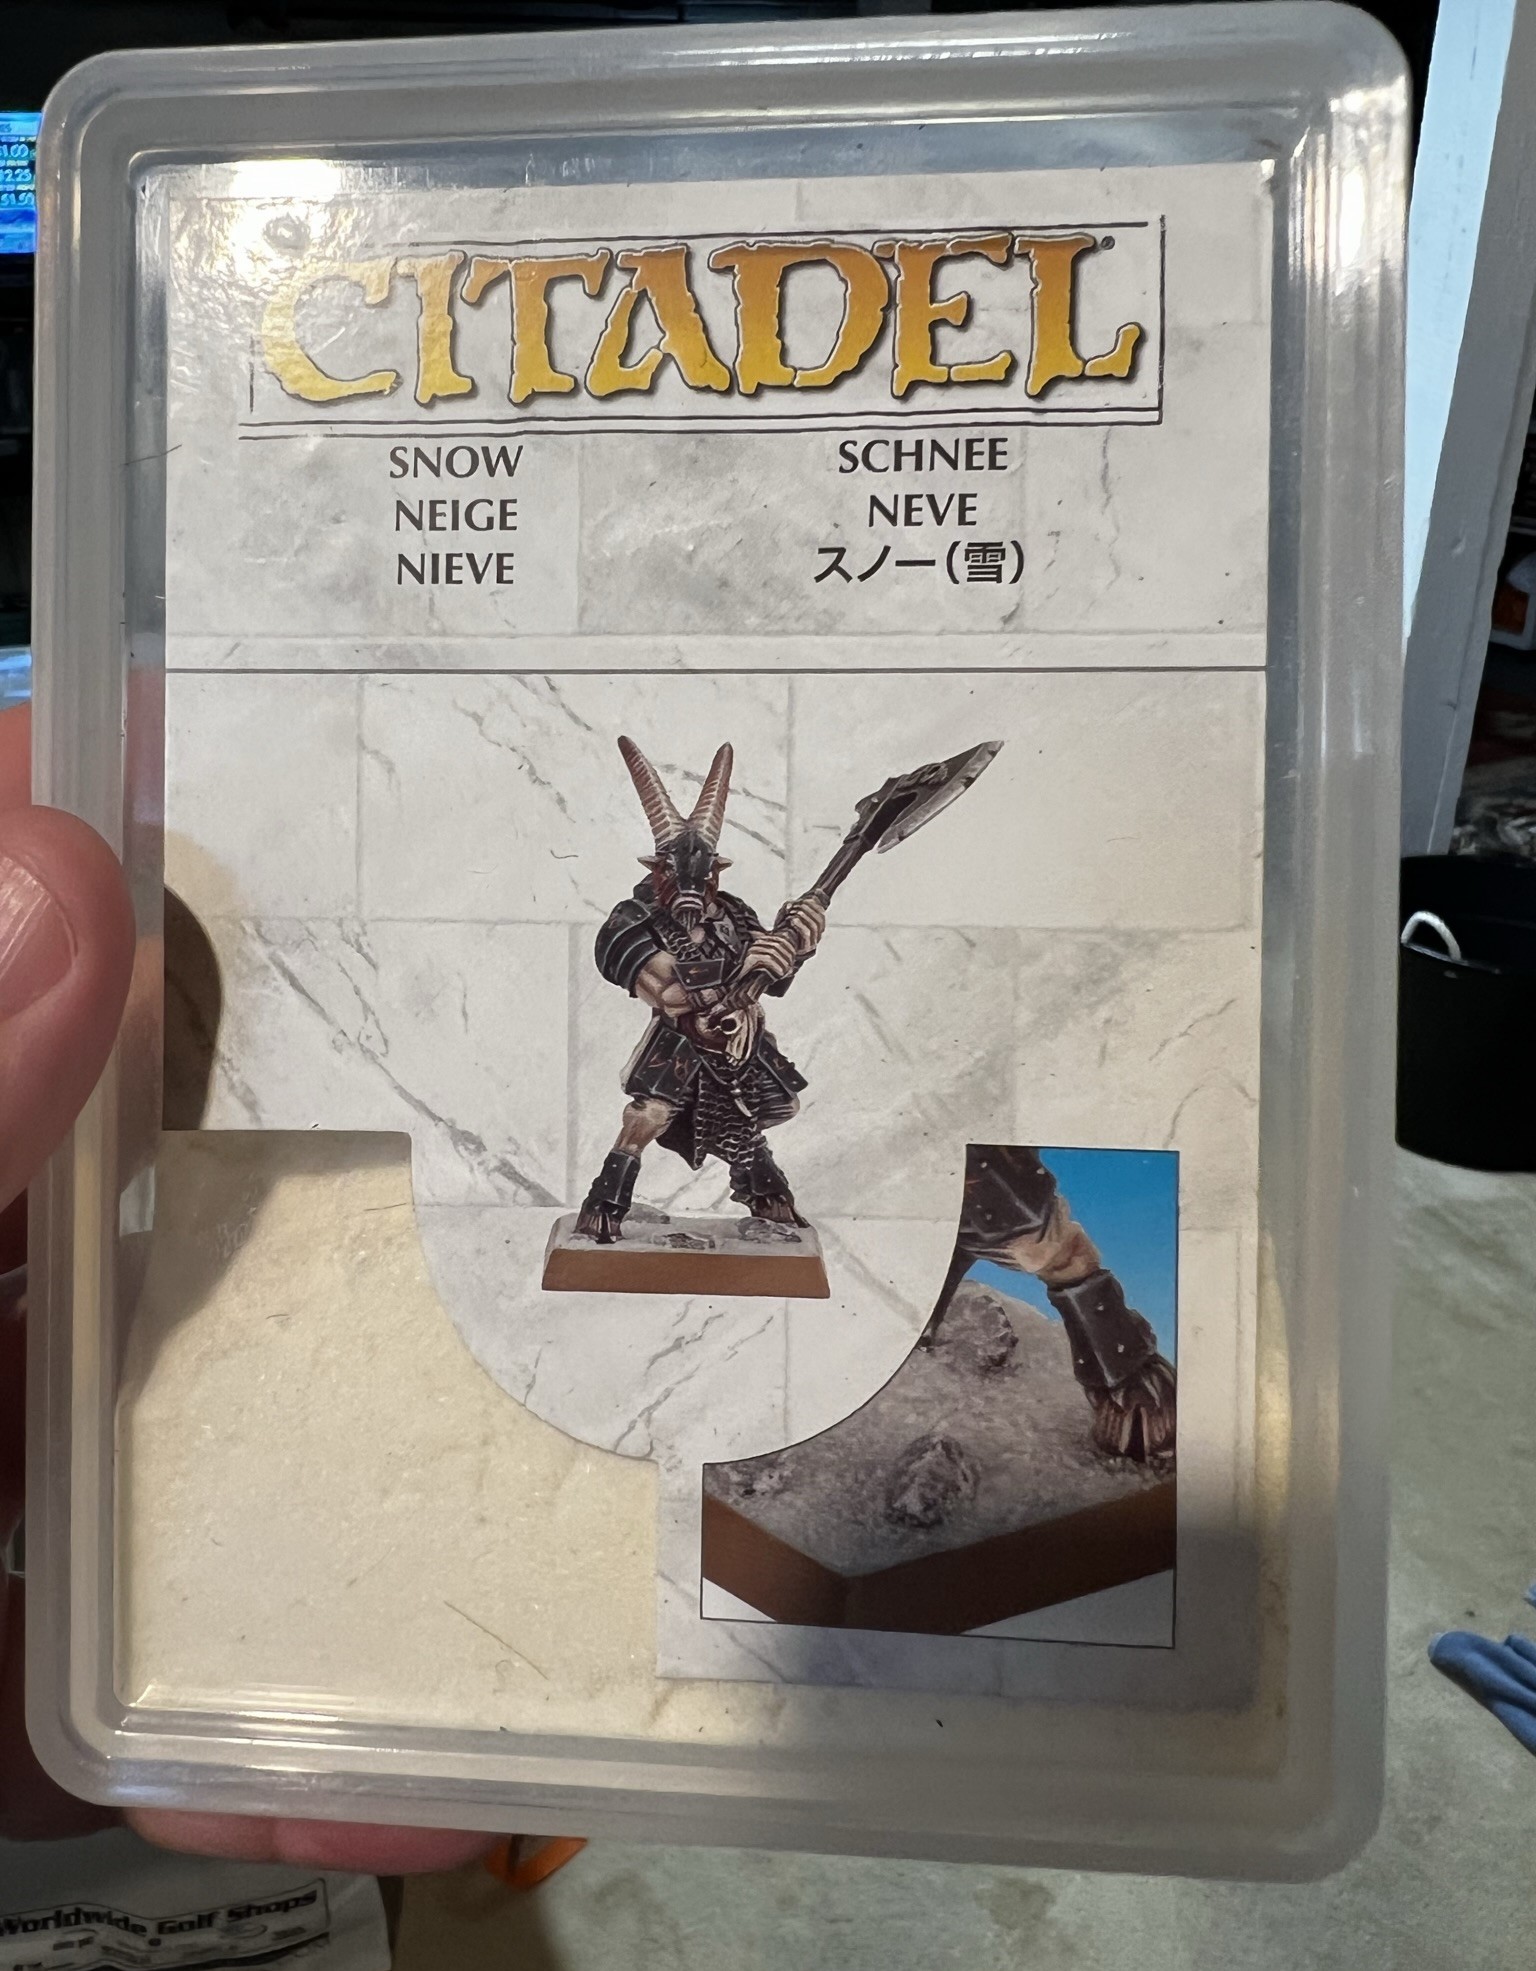 CITADEL®
SNOW
NEIGE
NIEVE
SCHNEE
NEVE
スノー(雪)
Worldwide Golf Shops